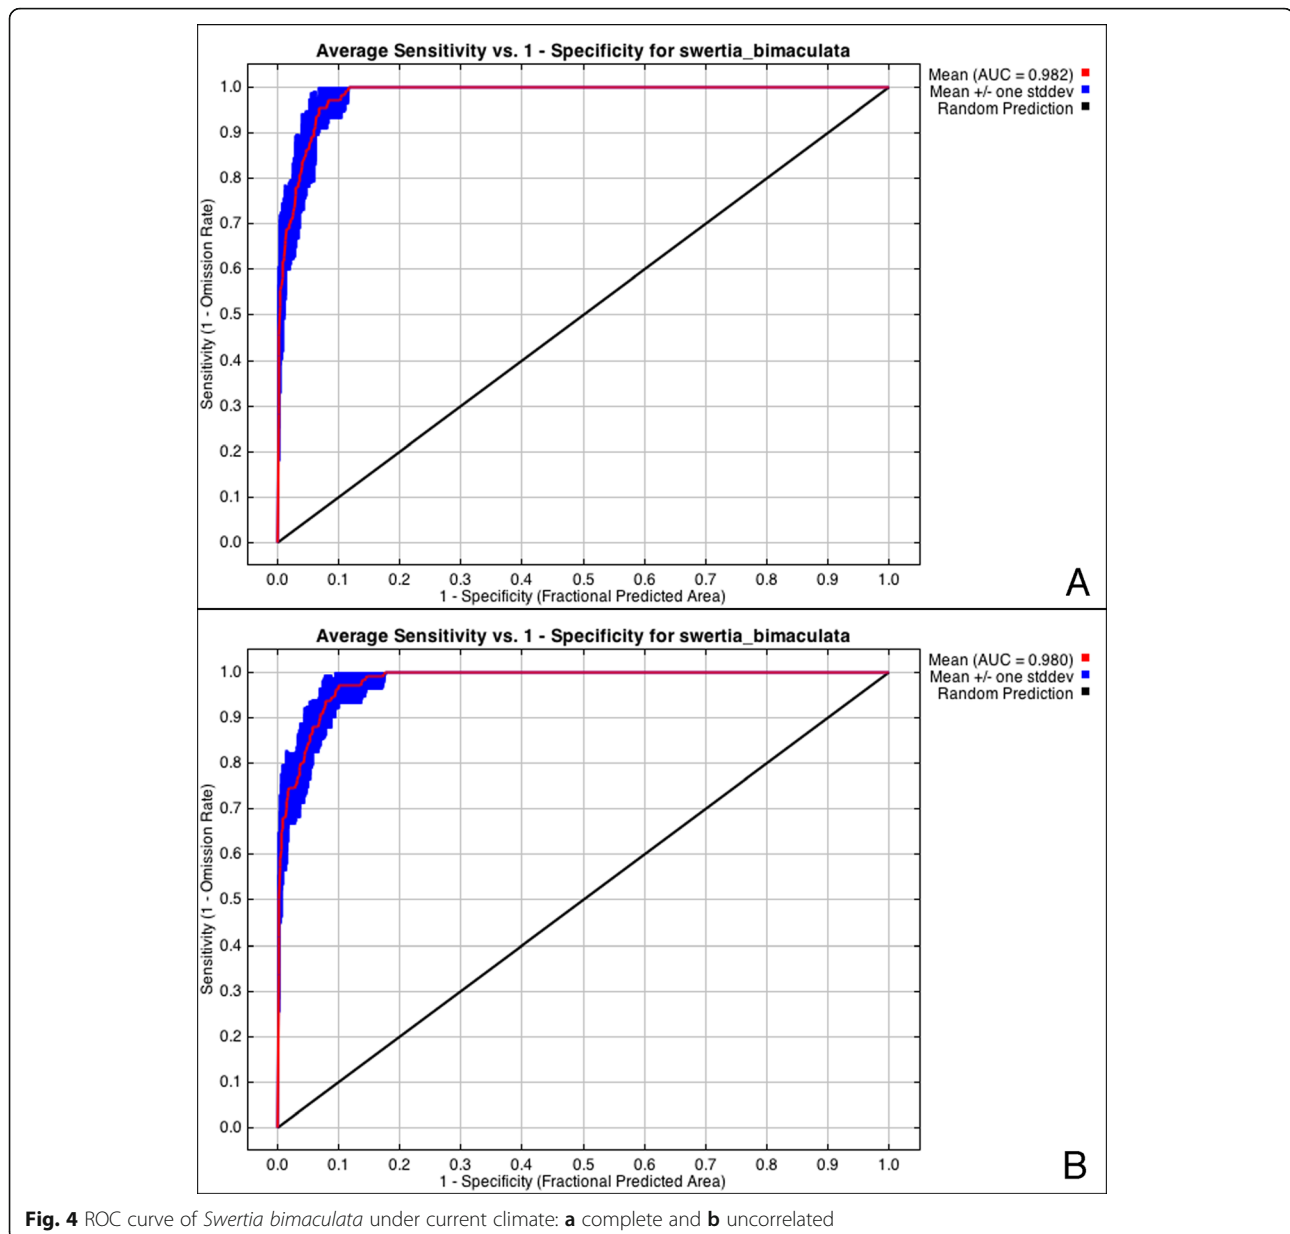 Average Sensitivity vs. 1 - Specificity for swertia_bimaculata
Mean (AUC = 0.982)
Mean +/- one stddev
Random Prediction
Sensitivity (1 - Omission Rate)
1.0
0.9
0.8
0.7
0.6
0.5
0.4
0.3
0.2
0.1
0.0
0.0 0.1 0.2 0.3 0.4 0.5 0.6 0.7 0.8 0.9 1.0
1 - Specificity (Fractional Predicted Area)
A
Average Sensitivity vs. 1 - Specificity for swertia_bimaculata
Mean (AUC = 0.980)
Mean +/- one stddev
Random Prediction
Sensitivity (1 - Omission Rate)
1.0
0.9
0.8
0.7
0.6
0.5
0.4
0.3
0.2
0.1
0.0
0.0 0.1 0.2 0.3 0.4 0.5 0.6 0.7 0.8 0.9 1.0
1 - Specificity (Fractional Predicted Area)
B
Fig. 4 ROC curve of Swertia bimaculata under current climate: a complete and b uncorrelated